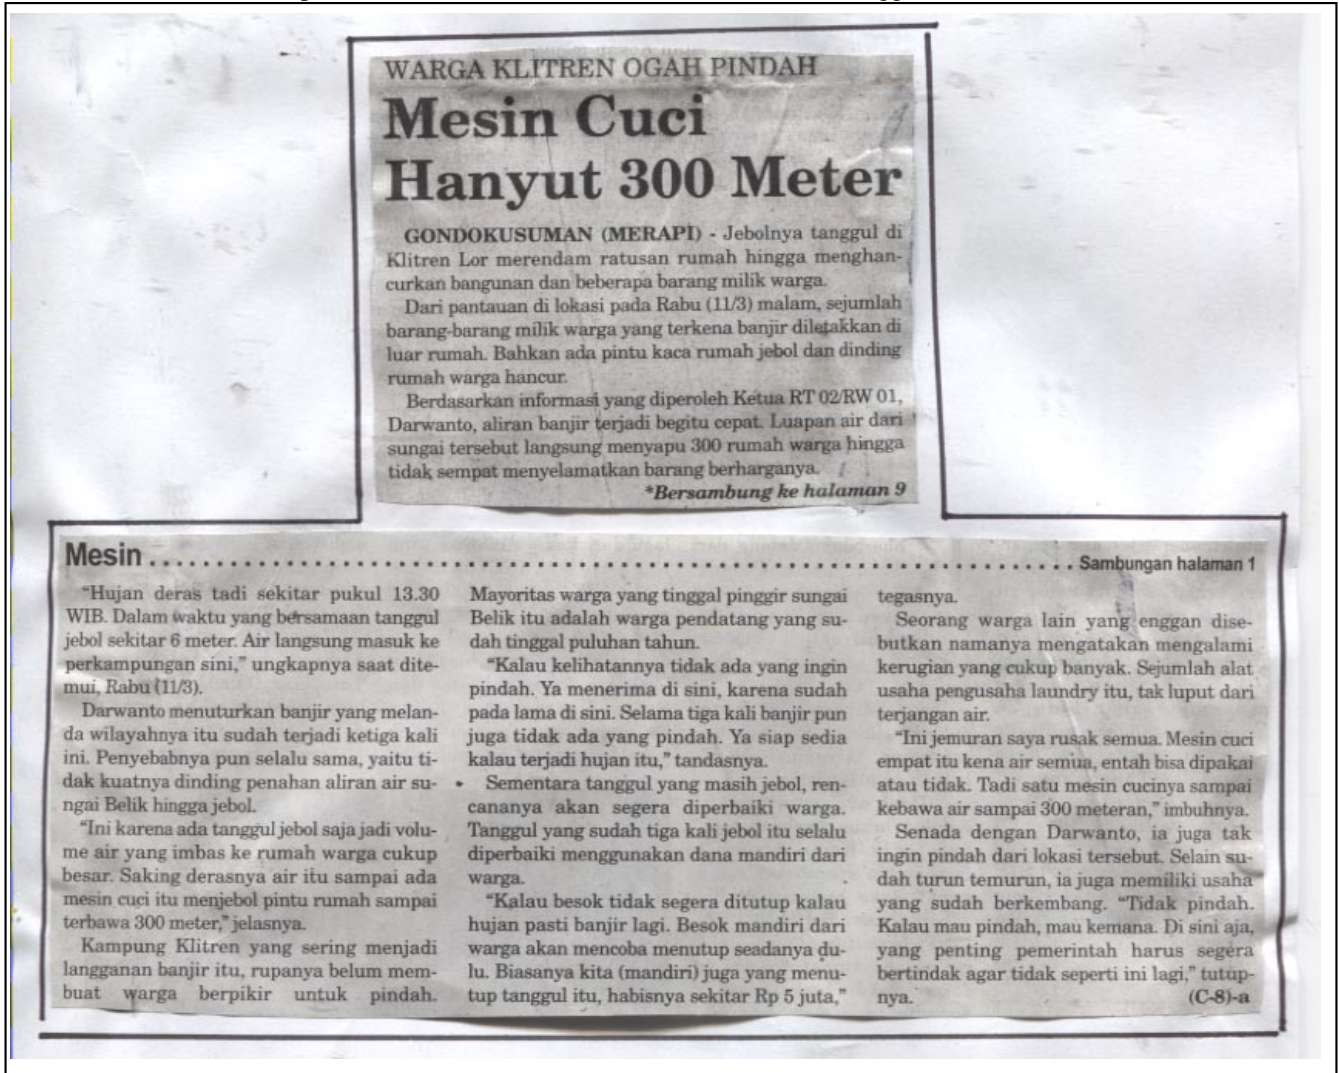 WARGA KLITREN OGAH PINDAH
Mesin Cuci
Hanyut 300 Meter
GONDOKUSUMAN (MERAPI) - Jebolnya tanggul di
Klitren Lor merendam ratusan rumah hingga menghan-
curkan bangunan dan beberapa barang milik warga.
Dari pantauan di lokasi pada Rabu (11/3) malam, sejumlah
barang-barang milik warga yang terkena banjir diletakkan di
luar rumah. Bahkan ada pintu kaca rumah jebol dan dinding
rumah warga hancur.
Berdasarkan informasi yang diperoleh Ketua RT 02/RW 01,
Darwanto, aliran banjir terjadi begitu cepat. Luapan air dari
sungai tersebut langsung menyapu 300 rumah warga hingga
tidak sempat menyelamatkan barang berharganya.
*Bersambung ke halaman 9
Mesin ........................................................................ Sambungan halaman 1
"Hujan deras tadi sekitar pukul 13.30
WIB. Dalam waktu yang bersamaan tanggul
jebol sekitar 6 meter. Air langsung masuk ke
perkampungan sini," ungkapnya saat dite-
mui, Rabu (11/3).
Darwanto menuturkan banjir yang melan-
da wilayahnya itu sudah terjadi ketiga kali
ini. Penyebabnya pun selalu sama, yaitu ti-
dak kuatnya dinding penahan aliran air su-
ngai Belik hingga jebol.
"Ini karena ada tanggul jebol saja jadi volu-
me air yang imbas ke rumah warga cukup
besar. Saking derasnya air itu sampai ada
mesin cuci itu menjebol pintu rumah sampai
terbawa 300 meter," jelasnya.
Kampung Klitren yang sering menjadi
langganan banjir itu, rupanya belum mem-
buat warga berpikir untuk pindah.
Mayoritas warga yang tinggal pinggir sungai
Belik itu adalah warga pendatang yang su-
dah tinggal puluhan tahun.
"Kalau kelihatannya tidak ada yang ingin
pindah. Ya menerima di sini, karena sudah
pada lama di sini. Selama tiga kali banjir pun
juga tidak ada yang pindah. Ya siap sedia
kalau terjadi hujan itu," tandasnya.
Sementara tanggul yang masih jebol, ren-
cananya akan segera diperbaiki warga.
Tanggul yang sudah tiga kali jebol itu selalu
diperbaiki menggunakan dana mandiri dari
warga.
"Kalau besok tidak segera ditutup kalau
hujan pasti banjir lagi. Besok mandiri dari
warga akan mencoba menutup seadanya du-
lu. Biasanya kita (mandiri) juga yang menu-
tup tanggul itu, habisnya sekitar Rp 5 juta,"
tegasnya.
Seorang warga lain yang enggan dise-
butkan namanya mengatakan mengalami
kerugian yang cukup banyak. Sejumlah alat
usaha pengusaha laundry itu, tak luput dari
terjangan air.
"Ini jemuran saya rusak semua. Mesin cuci
empat itu kena air semua, entah bisa dipakai
atau tidak. Tadi satu mesin cucinya sampai
kebawa air sampai 300 meteran," imbuhnya.
Senada dengan Darwanto, ia juga tak
ingin pindah dari lokasi tersebut. Selain su-
dah turun temurun, ia juga memiliki usaha
yang sudah berkembang. "Tidak pindah.
Kalau mau pindah, mau kemana. Di sini aja,
yang penting pemerintah harus segera
bertindak agar tidak seperti ini lagi," tutup-
nya. (C-8)-a